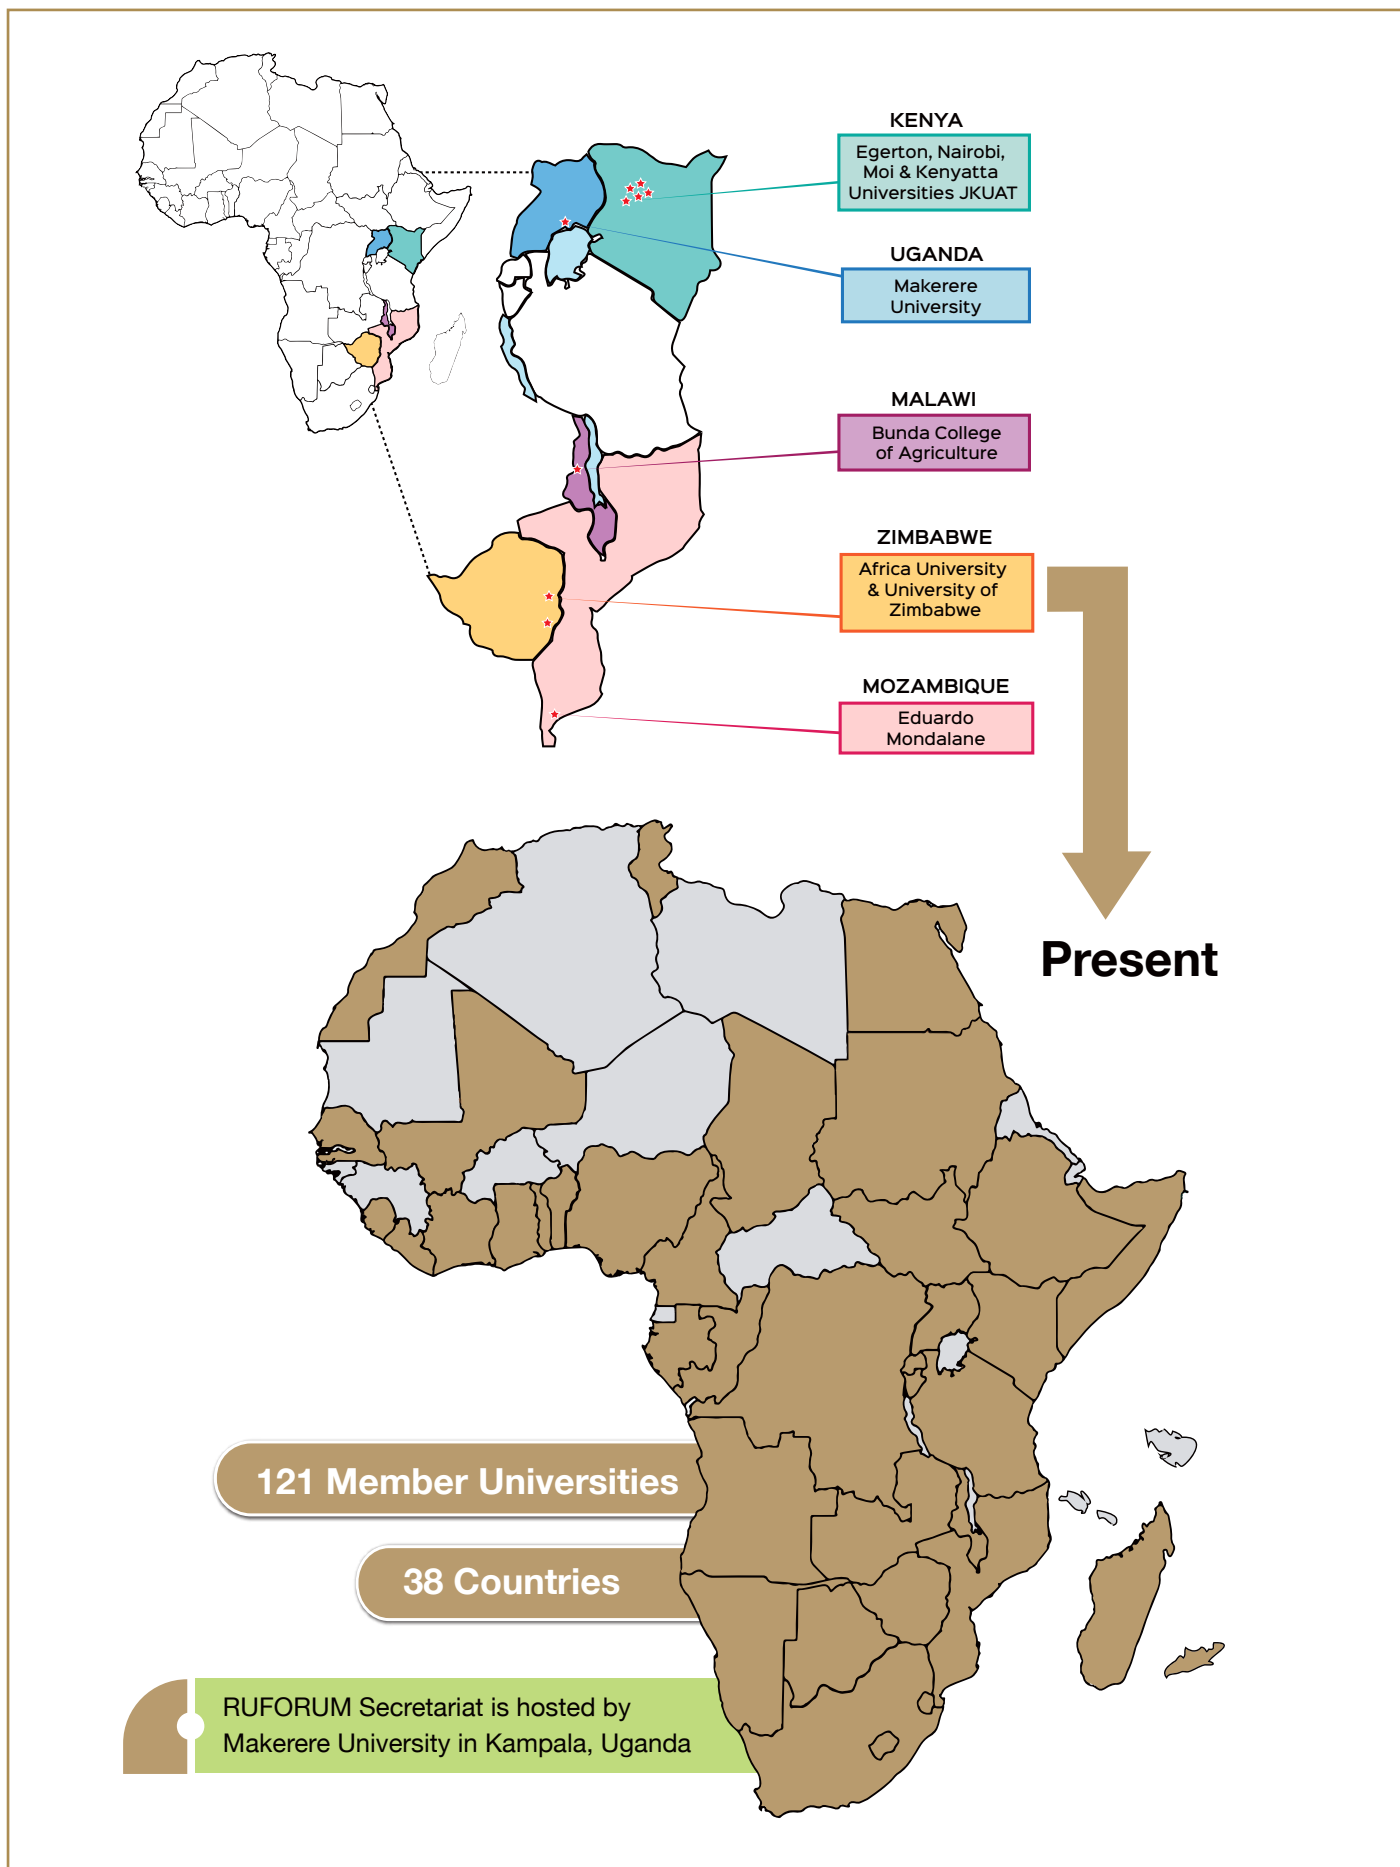 KENYA
Egerton, Nairobi,
Moi & Kenyatta
Universities JKUAT
UGANDA
Makerere
University
MALAWI
Bunda College
of Agriculture
ZIMBABWE
Africa University
& University of
Zimbabwe
MOZAMBIQUE
Eduardo
Mondalane
Present
121 Member Universities
38 Countries
RUFORUM Secretariat is hosted by
Makerere University in Kampala, Uganda